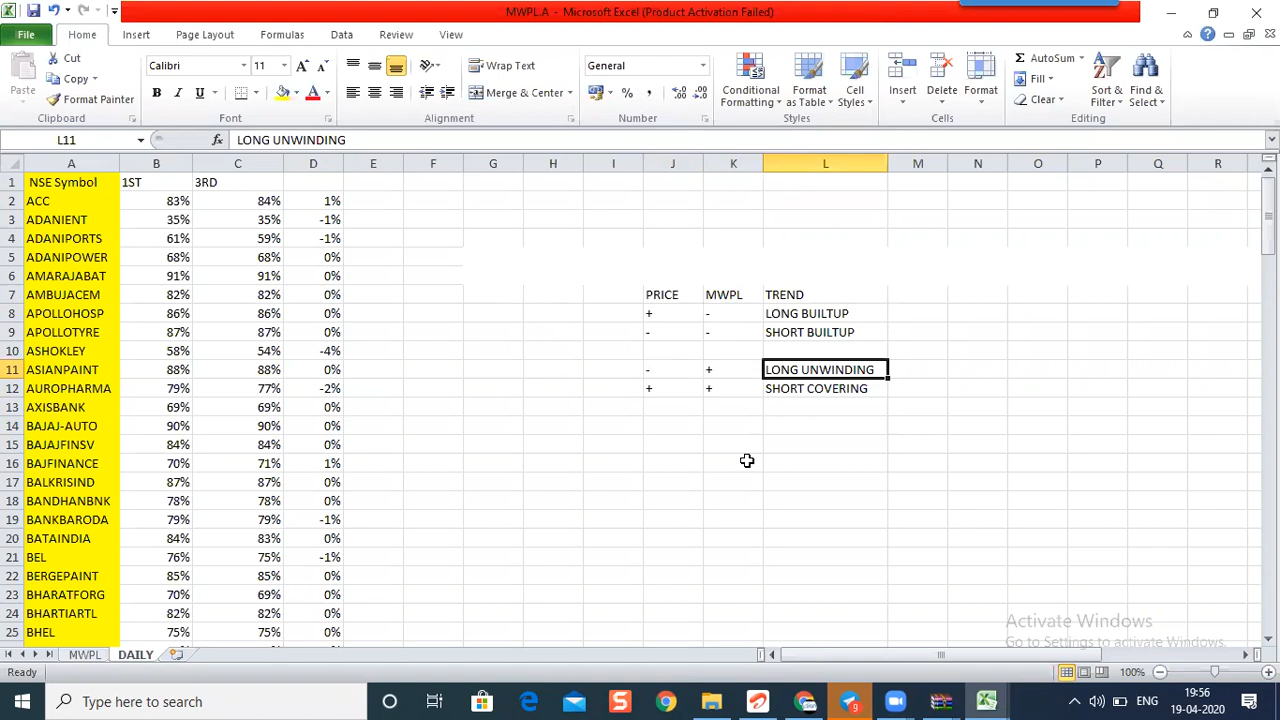 MWPL.A - Microsoft Excel (Product Activation Failed)
File Home Insert Page Layout Formulas Data Review View
Paste Cut Copy Format Painter Clipboard
Calibri 11 B I U A Font
Wrap Text Merge & Center Alignment
General % , Number
Conditional Formatting Format as Table Cell Styles Styles
Insert Delete Format Cells
AutoSum Fill Clear Sort & Filter Find & Select Editing
L11 fx LONG UNWINDING
A B C D E F G H I J K L M N O P Q R
1 NSE Symbol 1ST 3RD
2 ACC 83% 84% 1%
3 ADANIENT 35% 35% -1%
4 ADANIPORTS 61% 59% -1%
5 ADANIPOWER 68% 68% 0%
6 AMARAJABAT 91% 91% 0%
7 AMBUJACEM 82% 82% 0% PRICE MWPL TREND
8 APOLLOHOSP 86% 86% 0% + - LONG BUILTUP
9 APOLLOTYRE 87% 87% 0% - - SHORT BUILTUP
10 ASHOKLEY 58% 54% -4%
11 ASIANPAINT 88% 88% 0% - + LONG UNWINDING
12 AUROPHARMA 79% 77% -2% + + SHORT COVERING
13 AXISBANK 69% 69% 0%
14 BAJAJ-AUTO 90% 90% 0%
15 BAJAJFINSV 84% 84% 0%
16 BAJFINANCE 70% 71% 1%
17 BALKRISIND 87% 87% 0%
18 BANDHANBNK 78% 78% 0%
19 BANKBARODA 79% 79% -1%
20 BATAINDIA 84% 83% 0%
21 BEL 76% 75% -1%
22 BERGEPAINT 85% 85% 0%
23 BHARATFORG 70% 69% 0%
24 BHARTIARTL 82% 82% 0%
25 BHEL 75% 75% 0%
Activate Windows
Go to Settings to activate Windows.
MWPL DAILY
Ready 100%
Type here to search 9 ENG 19:56
19-04-2020